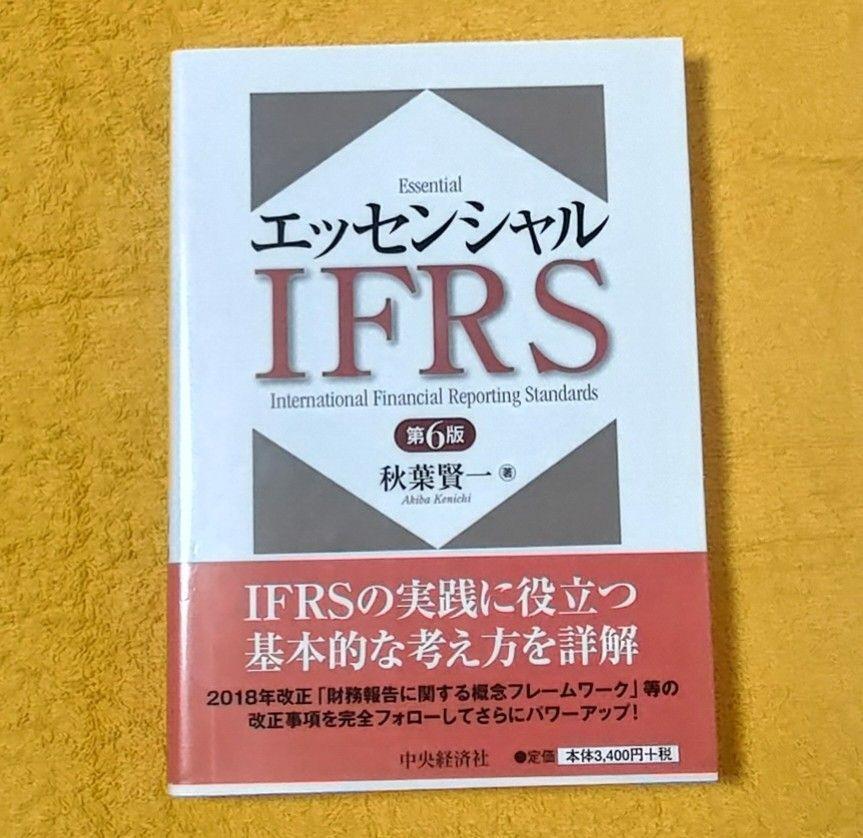 Essential
エッセンシャル
IFRS
International Financial Reporting Standards
第6版
秋葉賢一 著
Akiba Kenichi
IFRSの実践に役立つ
基本的な考え方を詳解
2018年改正「財務報告に関する概念フレームワーク」等の
改正事項を完全フォローしてさらにパワーアップ!
中央経済社 ●定価 本体3,400円+税